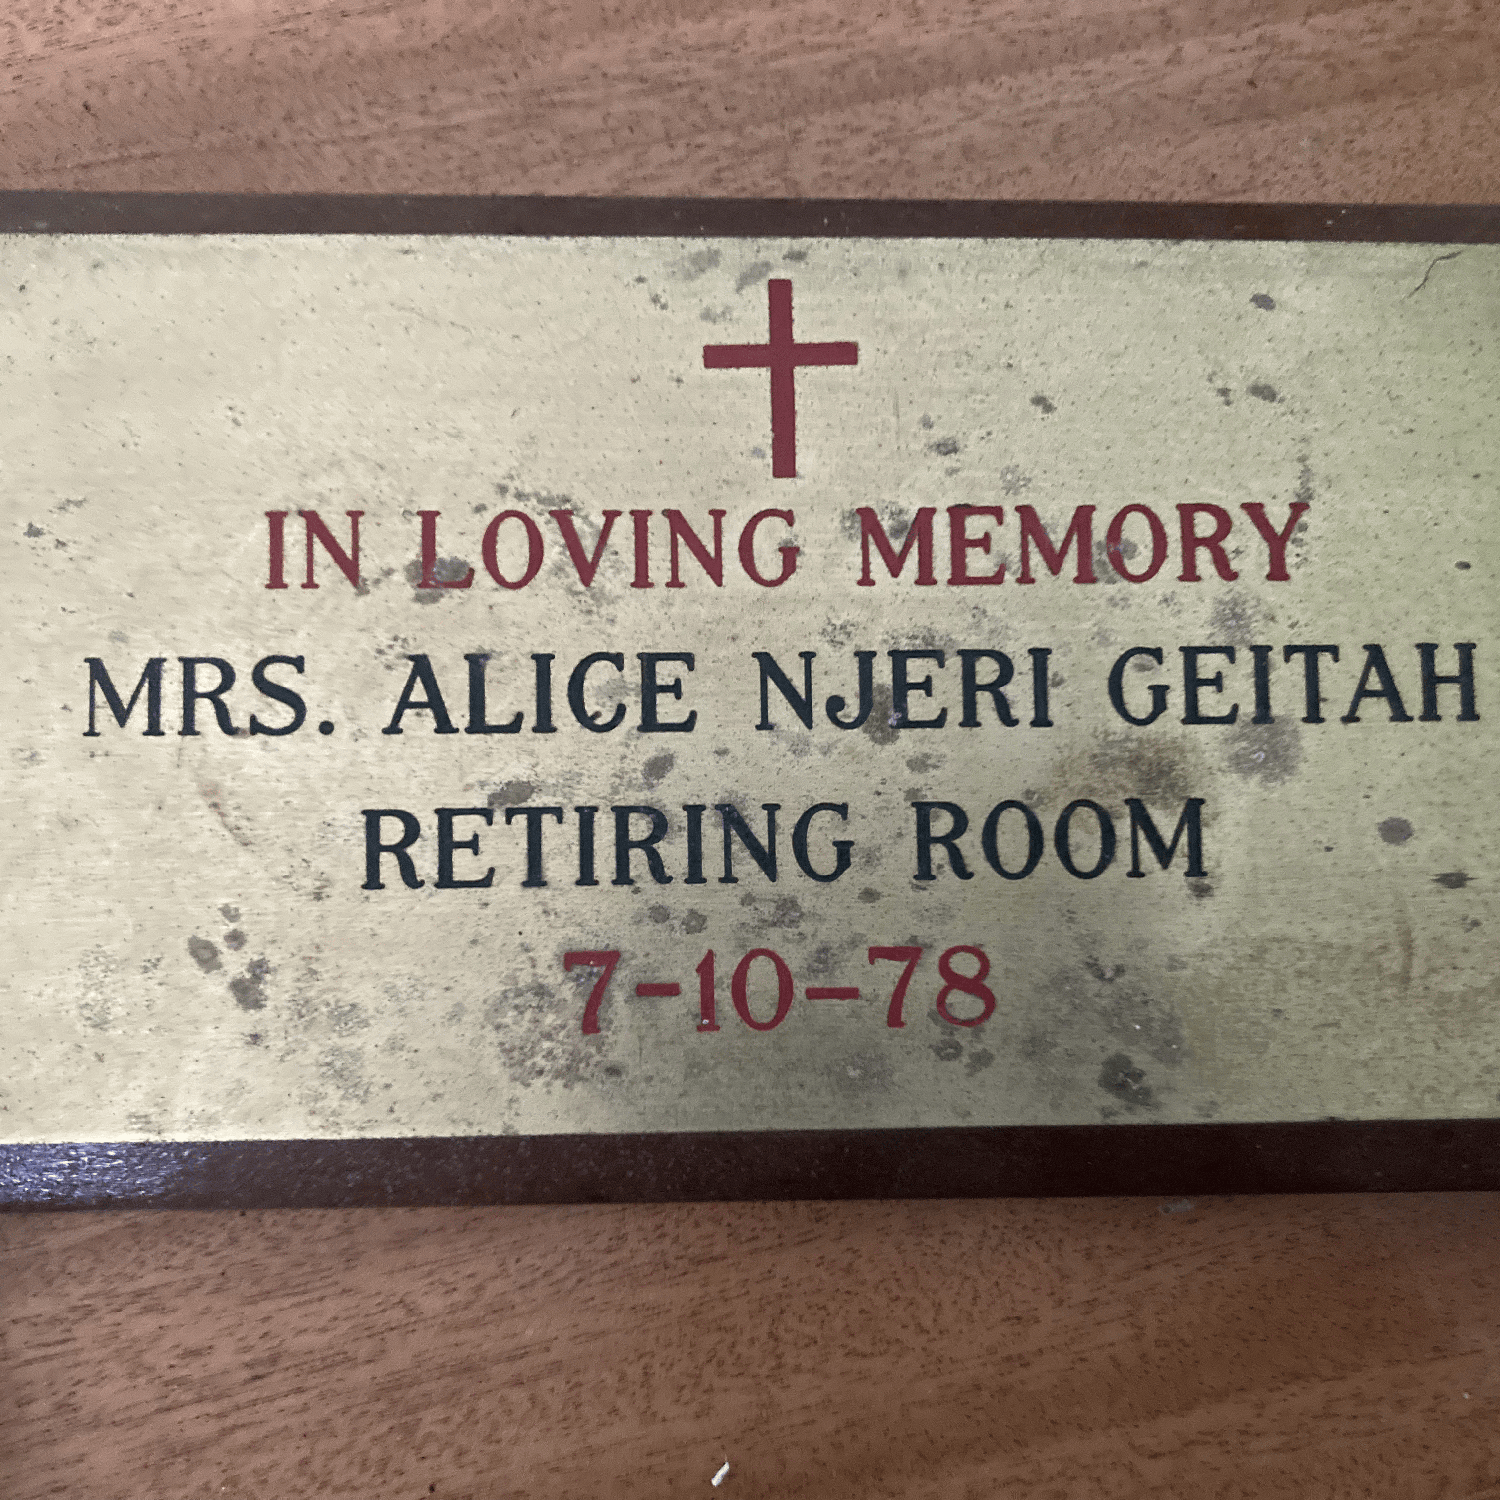 IN LOVING MEMORY
MRS. ALICE NJERI GEITAH
RETIRING ROOM
7-10-78